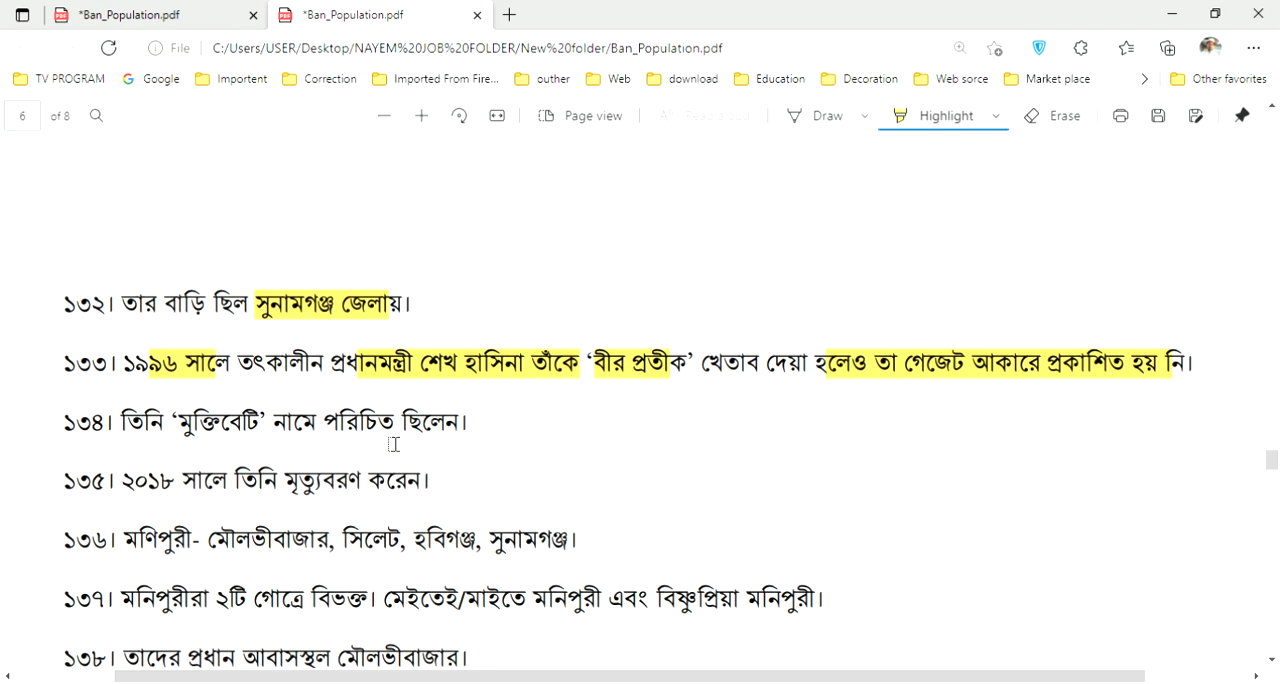 *Ban_Population.pdf
*Ban_Population.pdf
File C:/Users/USER/Desktop/NAYEM%20JOB%20FOLDER/New%20folder/Ban_Population.pdf
TV PROGRAM Google Importent Correction Imported From Fire... outher Web download Education Decoration Web sorce Market place Other favorites
6 of 8 Page view Draw Highlight Erase
১৩২। তার বাড়ি ছিল সুনামগঞ্জ জেলায়।
১৩৩। ১৯৯৬ সালে তৎকালীন প্রধানমন্ত্রী শেখ হাসিনা তাঁকে ‘বীর প্রতীক’ খেতাব দেয়া হলেও তা গেজেট আকারে প্রকাশিত হয় নি।
১৩৪। তিনি ‘মুক্তিবেটি’ নামে পরিচিত ছিলেন।
১৩৫। ২০১৮ সালে তিনি মৃত্যুবরণ করেন।
১৩৬। মণিপুরী- মৌলভীবাজার, সিলেট, হবিগঞ্জ, সুনামগঞ্জ।
১৩৭। মনিপুরীরা ২টি গোত্রে বিভক্ত। মেইতেই/মাইতে মনিপুরী এবং বিষ্ণুপ্রিয়া মনিপুরী।
১৩৮। তাদের প্রধান আবাসস্থল মৌলভীবাজার।